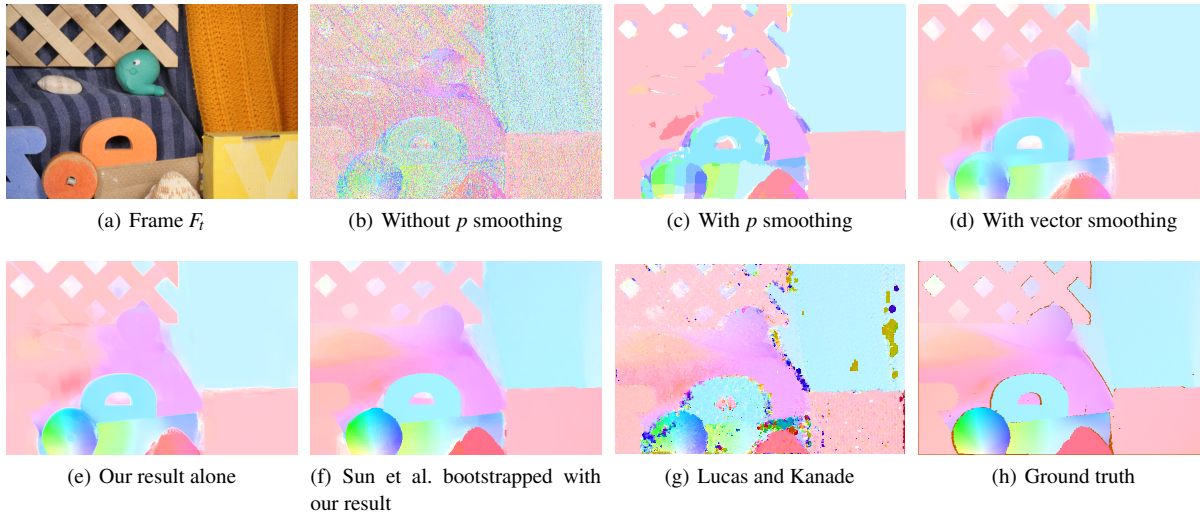 (a) Frame Fₜ
(b) Without p smoothing
(c) With p smoothing
(d) With vector smoothing
(e) Our result alone
(f) Sun et al. bootstrapped with
our result
(g) Lucas and Kanade
(h) Ground truth